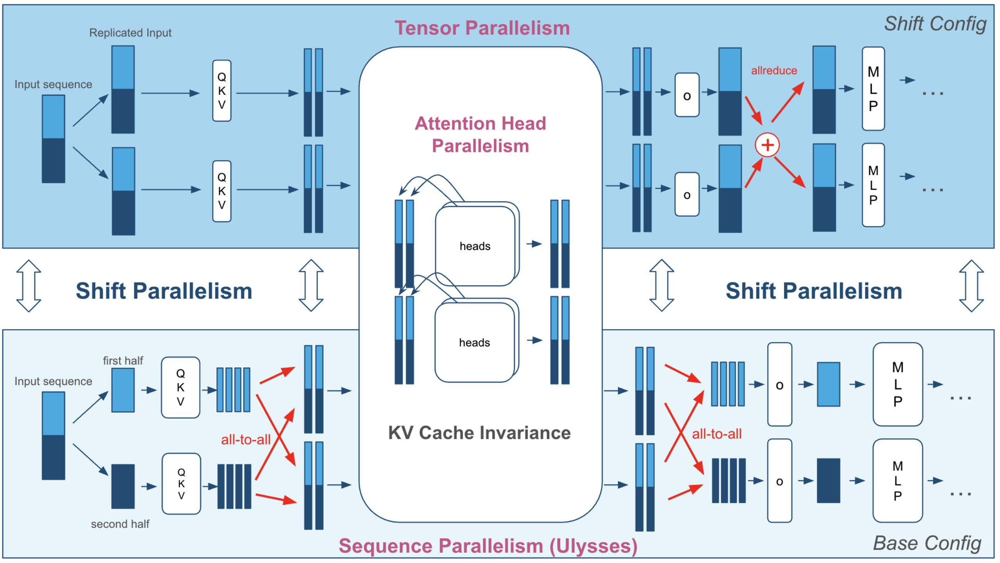 Tensor Parallelism
Shift Config
Replicated Input
Input sequence
Q
K
V
Q
K
V
o
o
allreduce
+
M
L
P
M
L
P
...
...
Attention Head
Parallelism
heads
heads
KV Cache Invariance
Shift Parallelism
Shift Parallelism
first half
Input sequence
second half
Q
K
V
Q
K
V
all-to-all
all-to-all
o
o
M
L
P
M
L
P
...
...
Sequence Parallelism (Ulysses)
Base Config